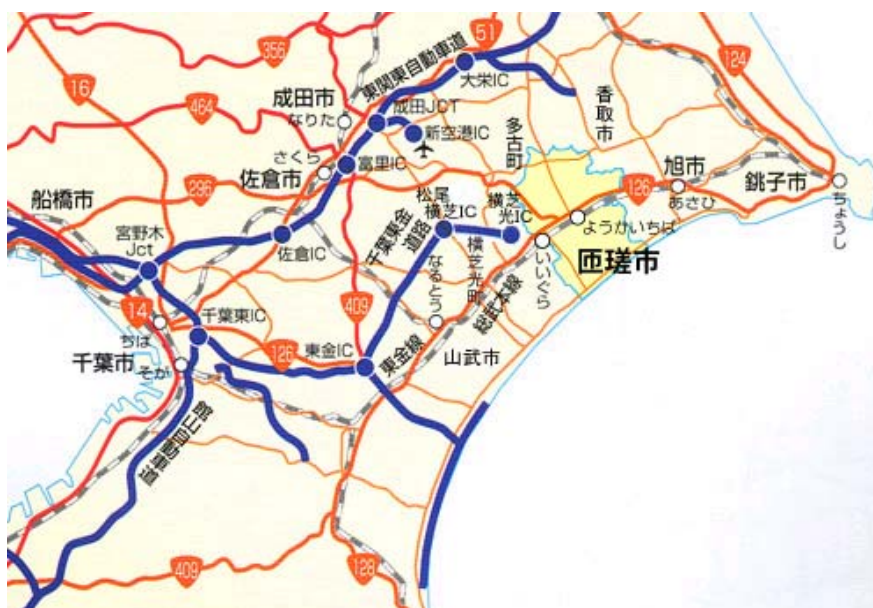 356
51
16
東関東自動車道
大栄IC
124
464
成田市
なりた
成田JCT
新空港IC
香取市
多古町
さくら
佐倉市
富里IC
旭市
あさひ
126
銚子市
ちょうし
船橋市
296
松尾
横芝IC
横芝
光IC
ようかいちば
宮野木
Jct
佐倉IC
千葉東金
道路
横芝光町
いいぐら
匝瑳市
なるとう
総武本線
409
14
千葉東IC
ちば
千葉市
そが
126
東金IC
東金線
山武市
館山自動車道
409
128